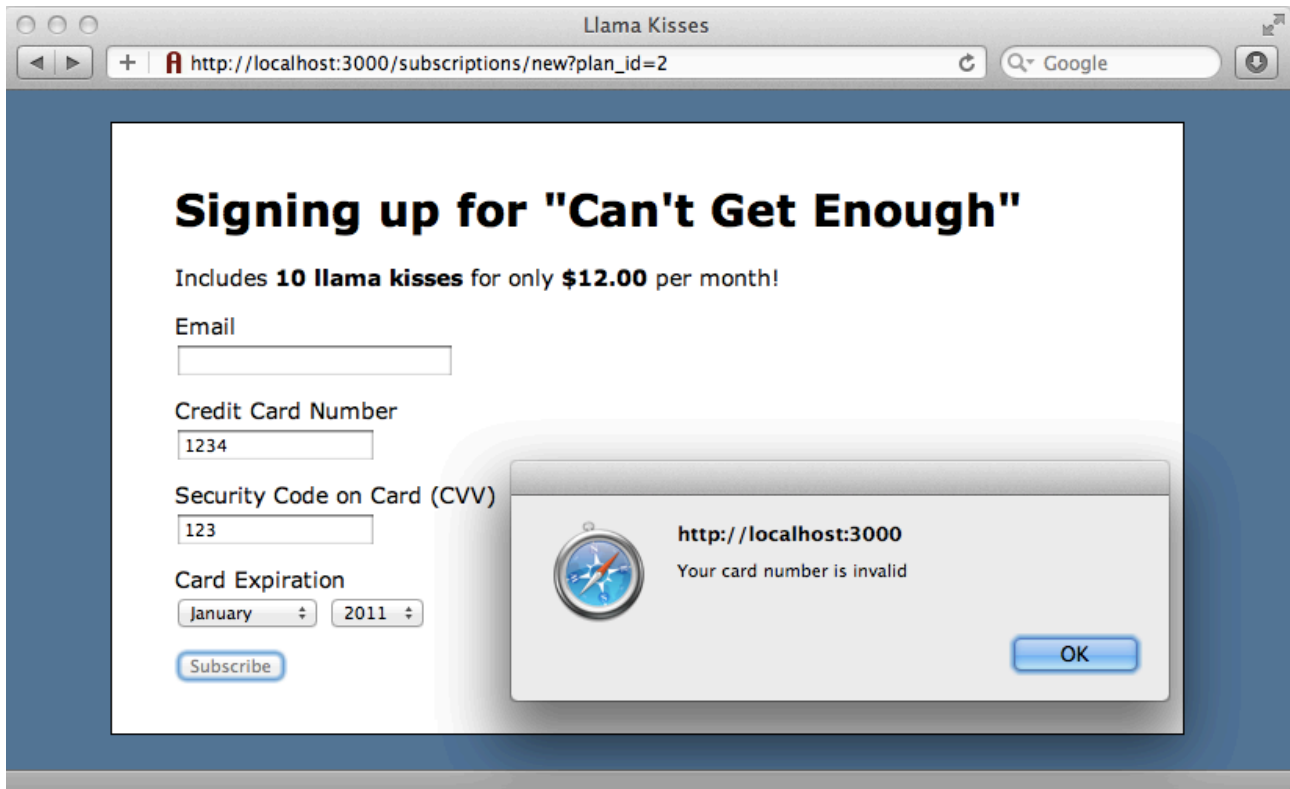 Llama Kisses
http://localhost:3000/subscriptions/new?plan_id=2
Google
Signing up for "Can't Get Enough"
Includes 10 llama kisses for only $12.00 per month!
Email
Credit Card Number
1234
Security Code on Card (CVV)
123
Card Expiration
January 2011
Subscribe
http://localhost:3000
Your card number is invalid
OK